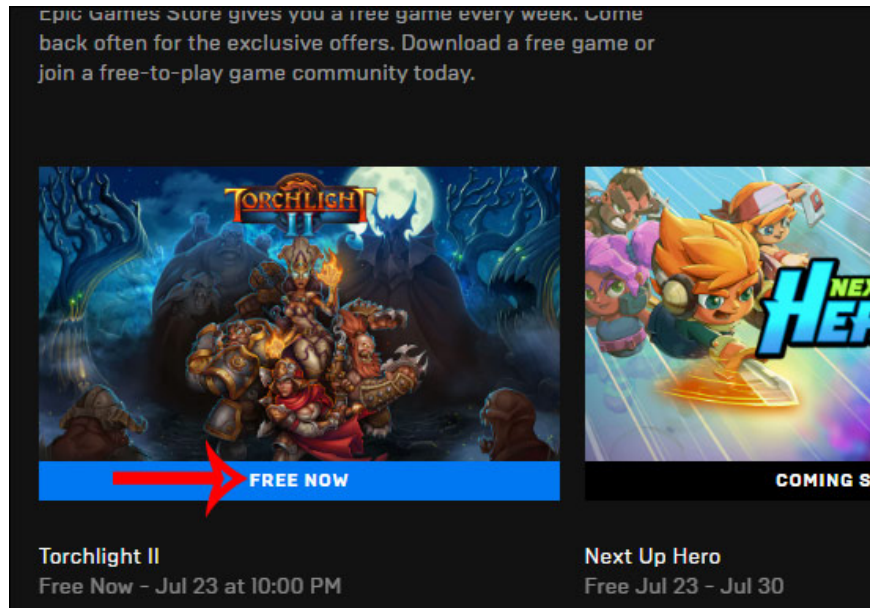 Epic Games Store gives you a free game every week. Come
back often for the exclusive offers. Download a free game or
join a free-to-play game community today.
TORCHLIGHT
II
NEX
HE
FREE NOW
COMING S
Torchlight II
Free Now - Jul 23 at 10:00 PM
Next Up Hero
Free Jul 23 - Jul 30